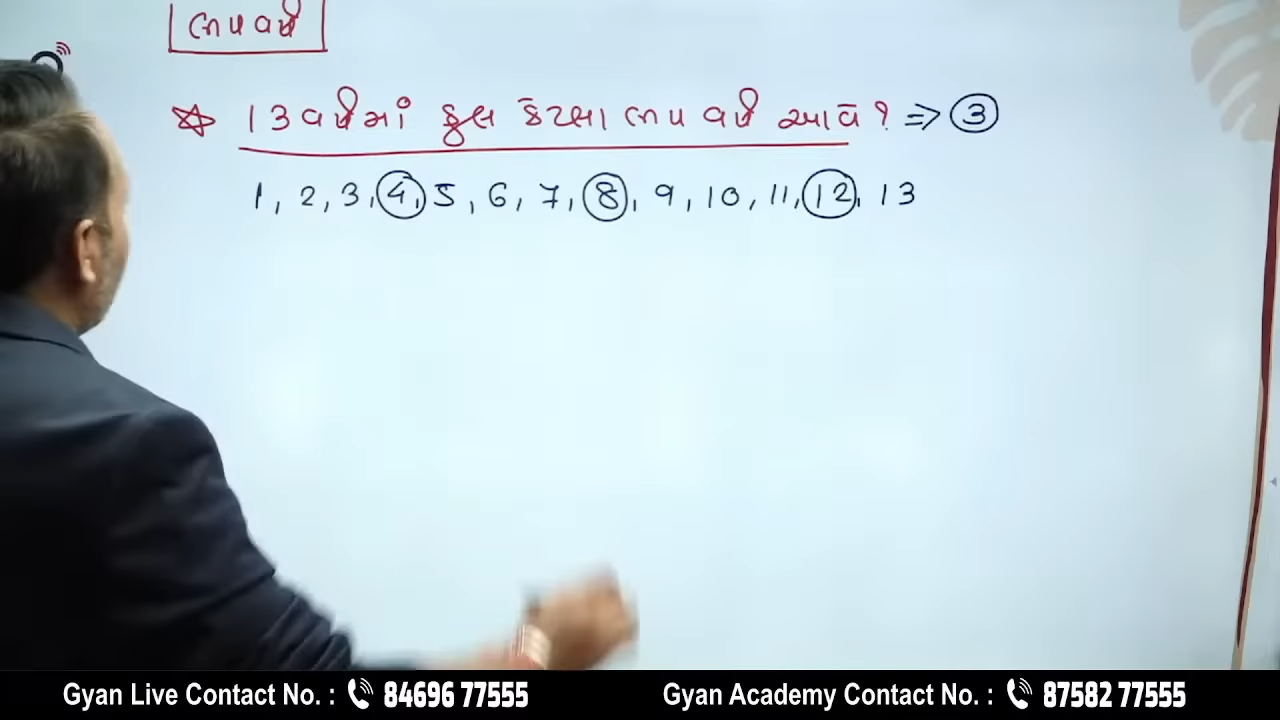 લીપ વર્ષ
☆ 13 વર્ષમાં કુલ કેટલા લીપ વર્ષ આવે ? ⇒ 3
1, 2, 3, 4, 5, 6, 7, 8, 9, 10, 11, 12, 13
Gyan Live Contact No. : 84696 77555 Gyan Academy Contact No. : 87582 77555